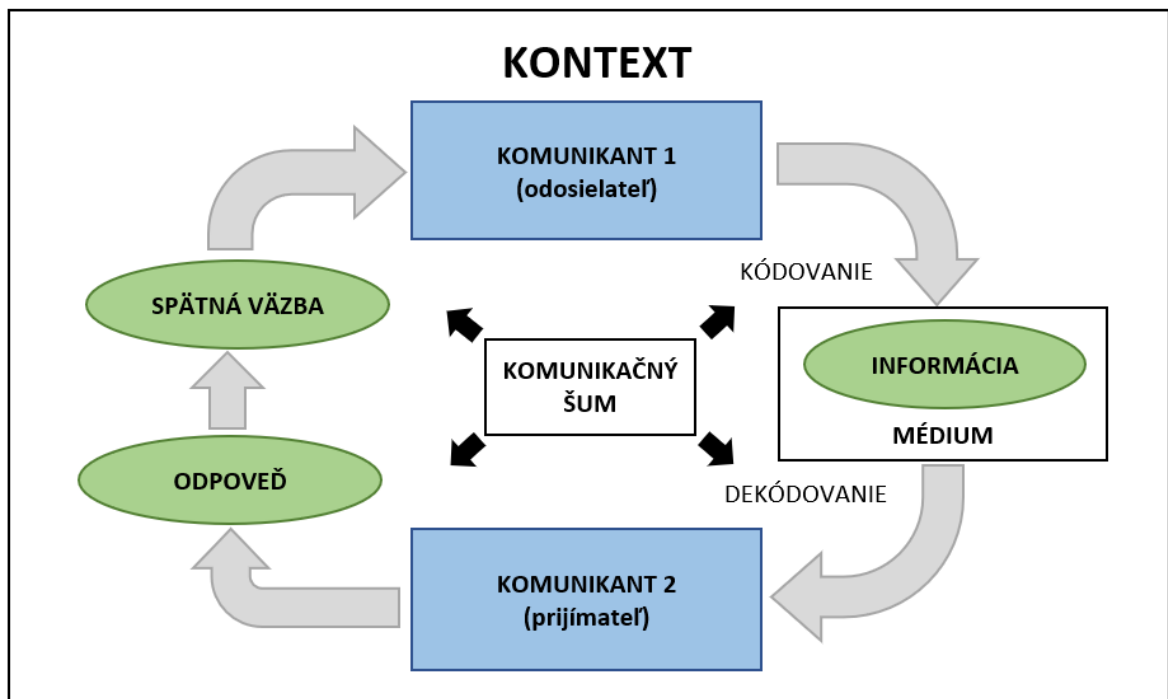 KONTEXT
KOMUNIKANT 1
(odosielateľ)
KÓDOVANIE
SPÄTNÁ VÄZBA
KOMUNIKAČNÝ
ŠUM
INFORMÁCIA
MÉDIUM
ODPOVEĎ
DEKÓDOVANIE
KOMUNIKANT 2
(prijímateľ)